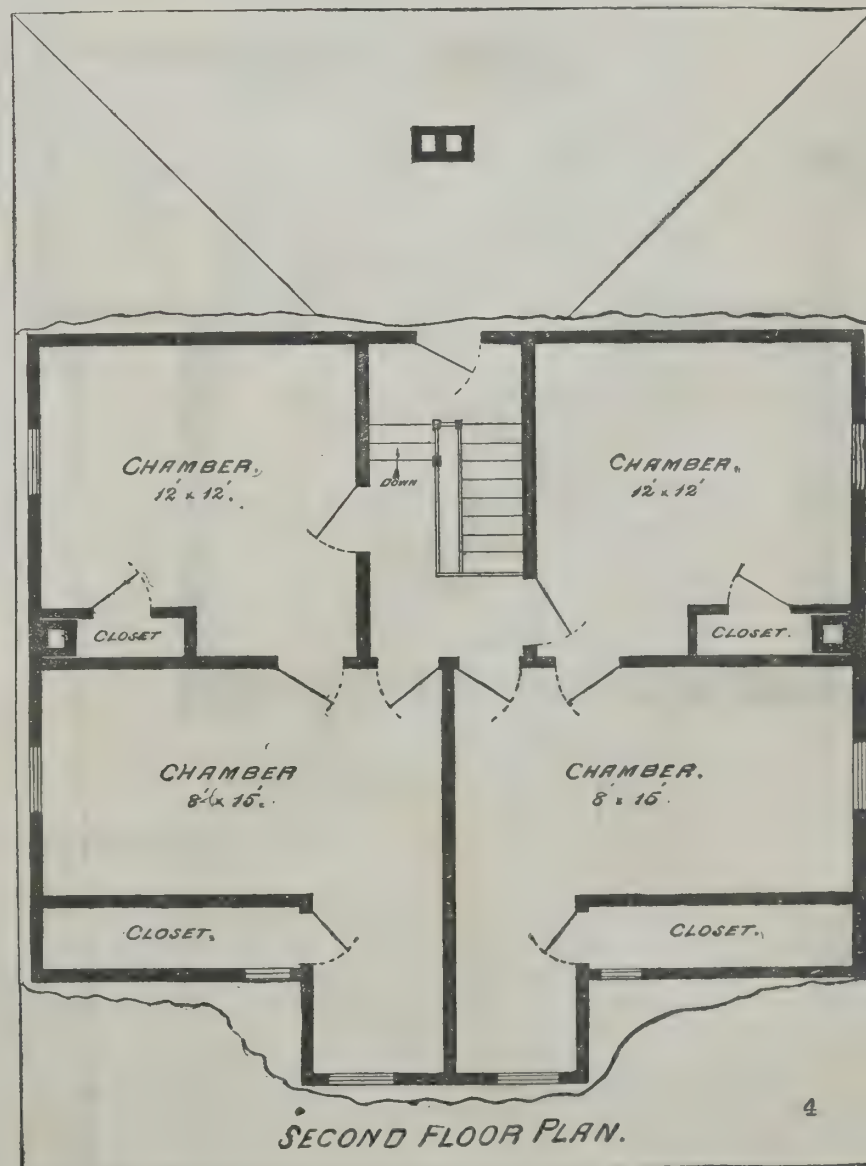 CHAMBER.
12' x 12'.
CHAMBER.
12' x 12'
DOWN
CLOSET
CLOSET.
CHAMBER
8' x 15'.
CHAMBER.
8' x 15'.
CLOSET.
CLOSET.
SECOND FLOOR PLAN.
4